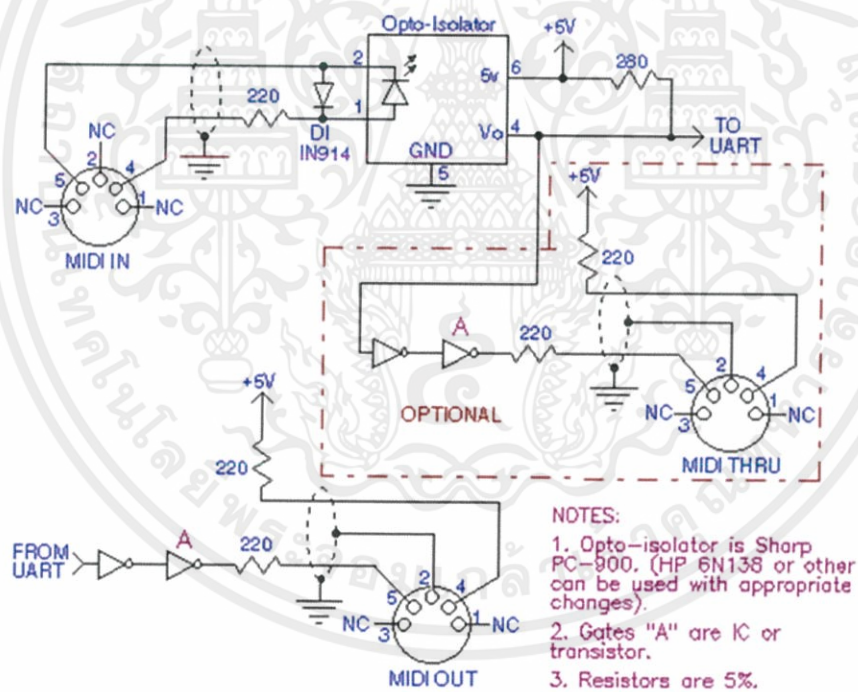 Opto-Isolator
+5V
2
6
280
5v
220
1
4
Vo
TO
UART
DI
IN914
GND
5
NC
2
5
4
NC
3
1
NC
MIDI IN
+5V
220
A
220
2
5
4
NC
3
1
NC
OPTIONAL
MIDI THRU
+5V
220
FROM
UART
A
220
2
5
4
NC
3
1
NC
MIDI OUT
NOTES:
1. Opto-isolator is Sharp
PC-900. (HP 6N138 or other
can be used with appropriate
changes).
2. Gates "A" are IC or
transistor.
3. Resistors are 5%.